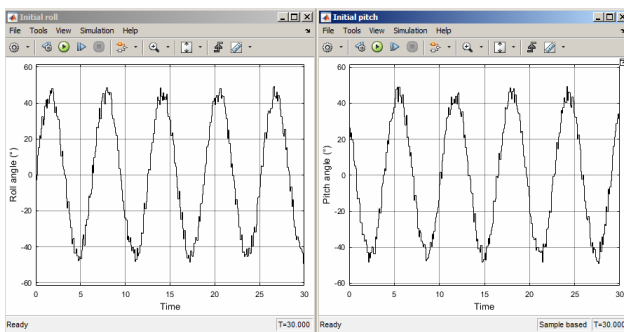 Initial roll
File Tools View Simulation Help
60
40
20
0
-20
-40
-60
Roll angle (°)
0 5 10 15 20 25 30
Time
Ready T=30.000
Initial pitch
File Tools View Simulation Help
60
40
20
0
-20
-40
-60
Pitch angle (°)
0 5 10 15 20 25 30
Time
Ready Sample based T=30.000